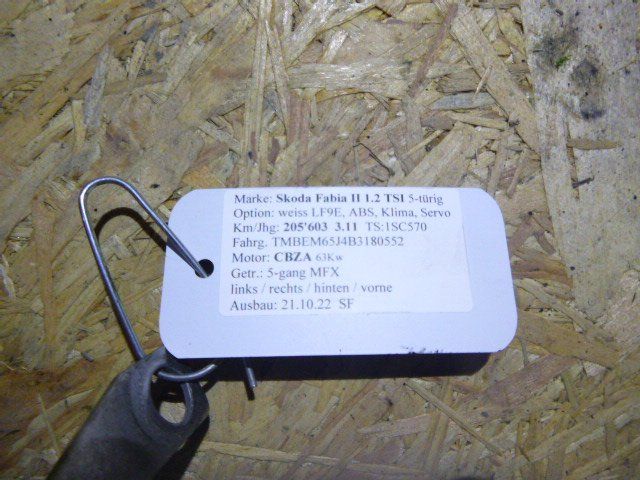 Marke: Skoda Fabia II 1.2 TSI 5-türig
Option: weiss LF9E, ABS, Klima, Servo
Km/Jhg: 205'603 3.11 TS:1SC570
Fahrg. TMBEM65J4B3180552
Motor: CBZA 63Kw
Getr.: 5-gang MFX
links / rechts / hinten / vorne
Ausbau: 21.10.22 SF